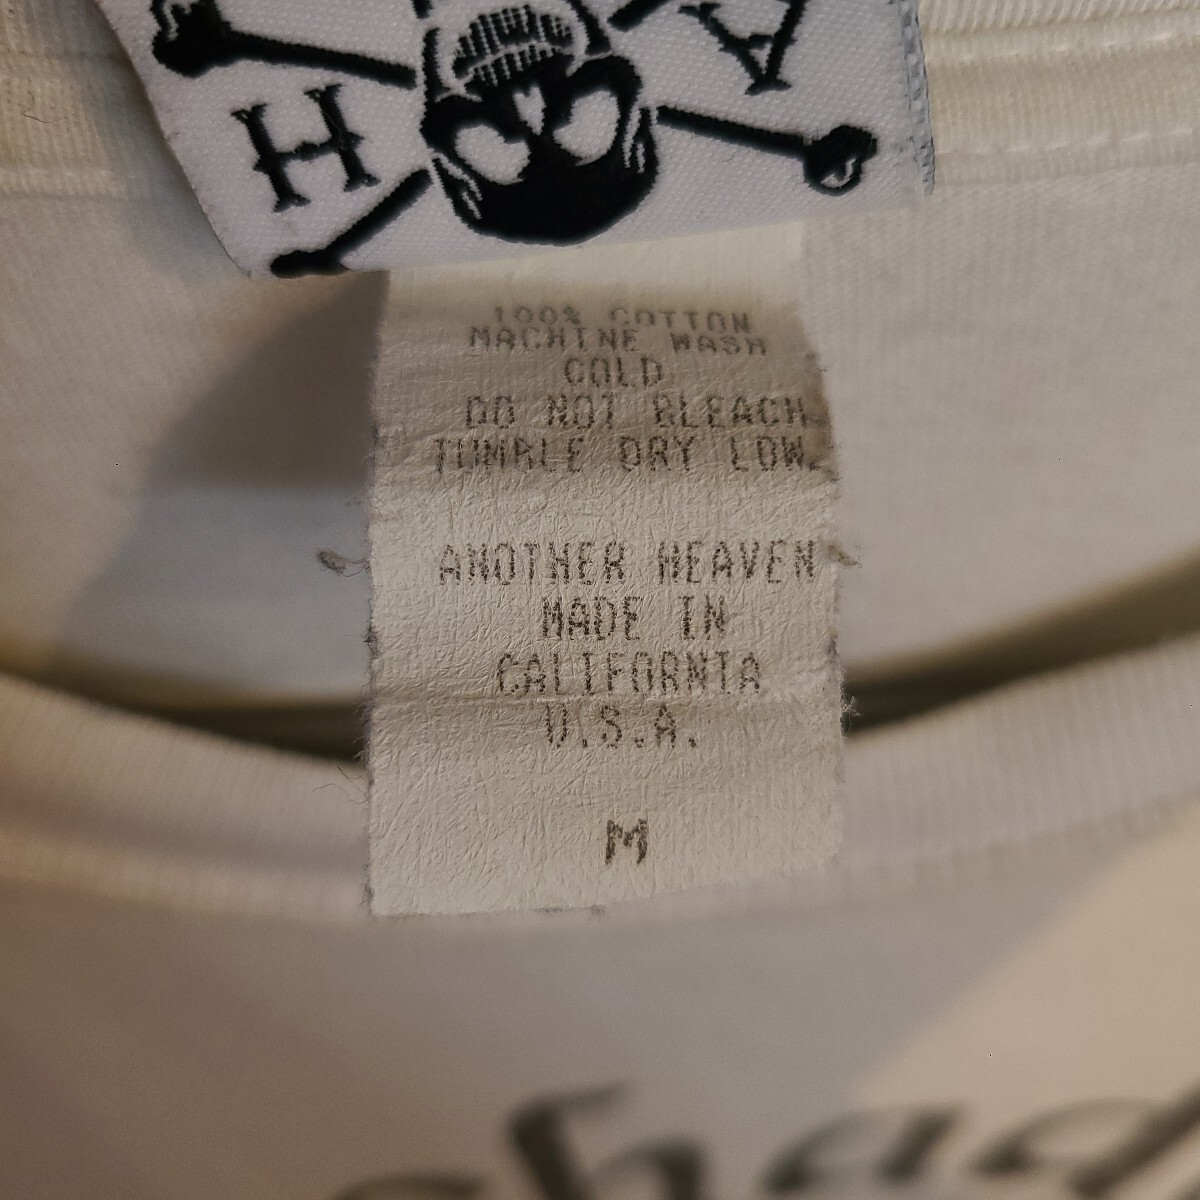 H A
100% COTTON
MACHINE WASH
COLD
DO NOT BLEACH
TUMBLE DRY LOW.
ANOTHER HEAVEN
MADE IN
CALIFORNIA
U.S.A.
M